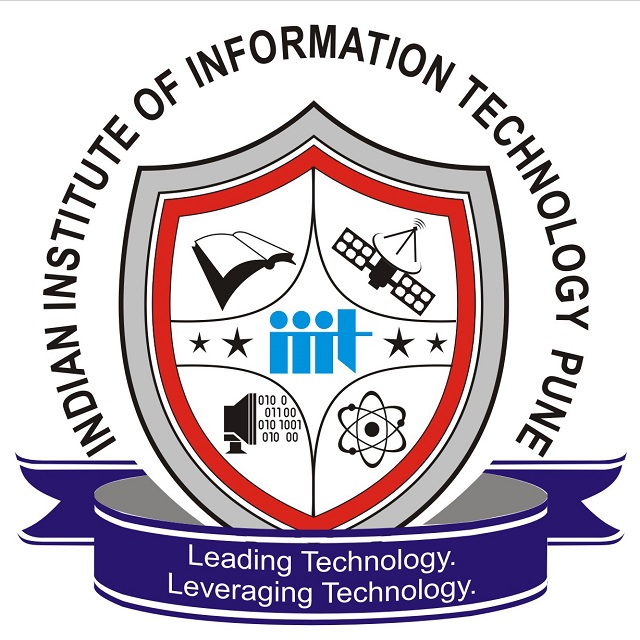 INDIAN INSTITUTE OF INFORMATION TECHNOLOGY PUNE
iiit
010 0
01100
010 1001
010 00
Leading Technology.
Leveraging Technology.